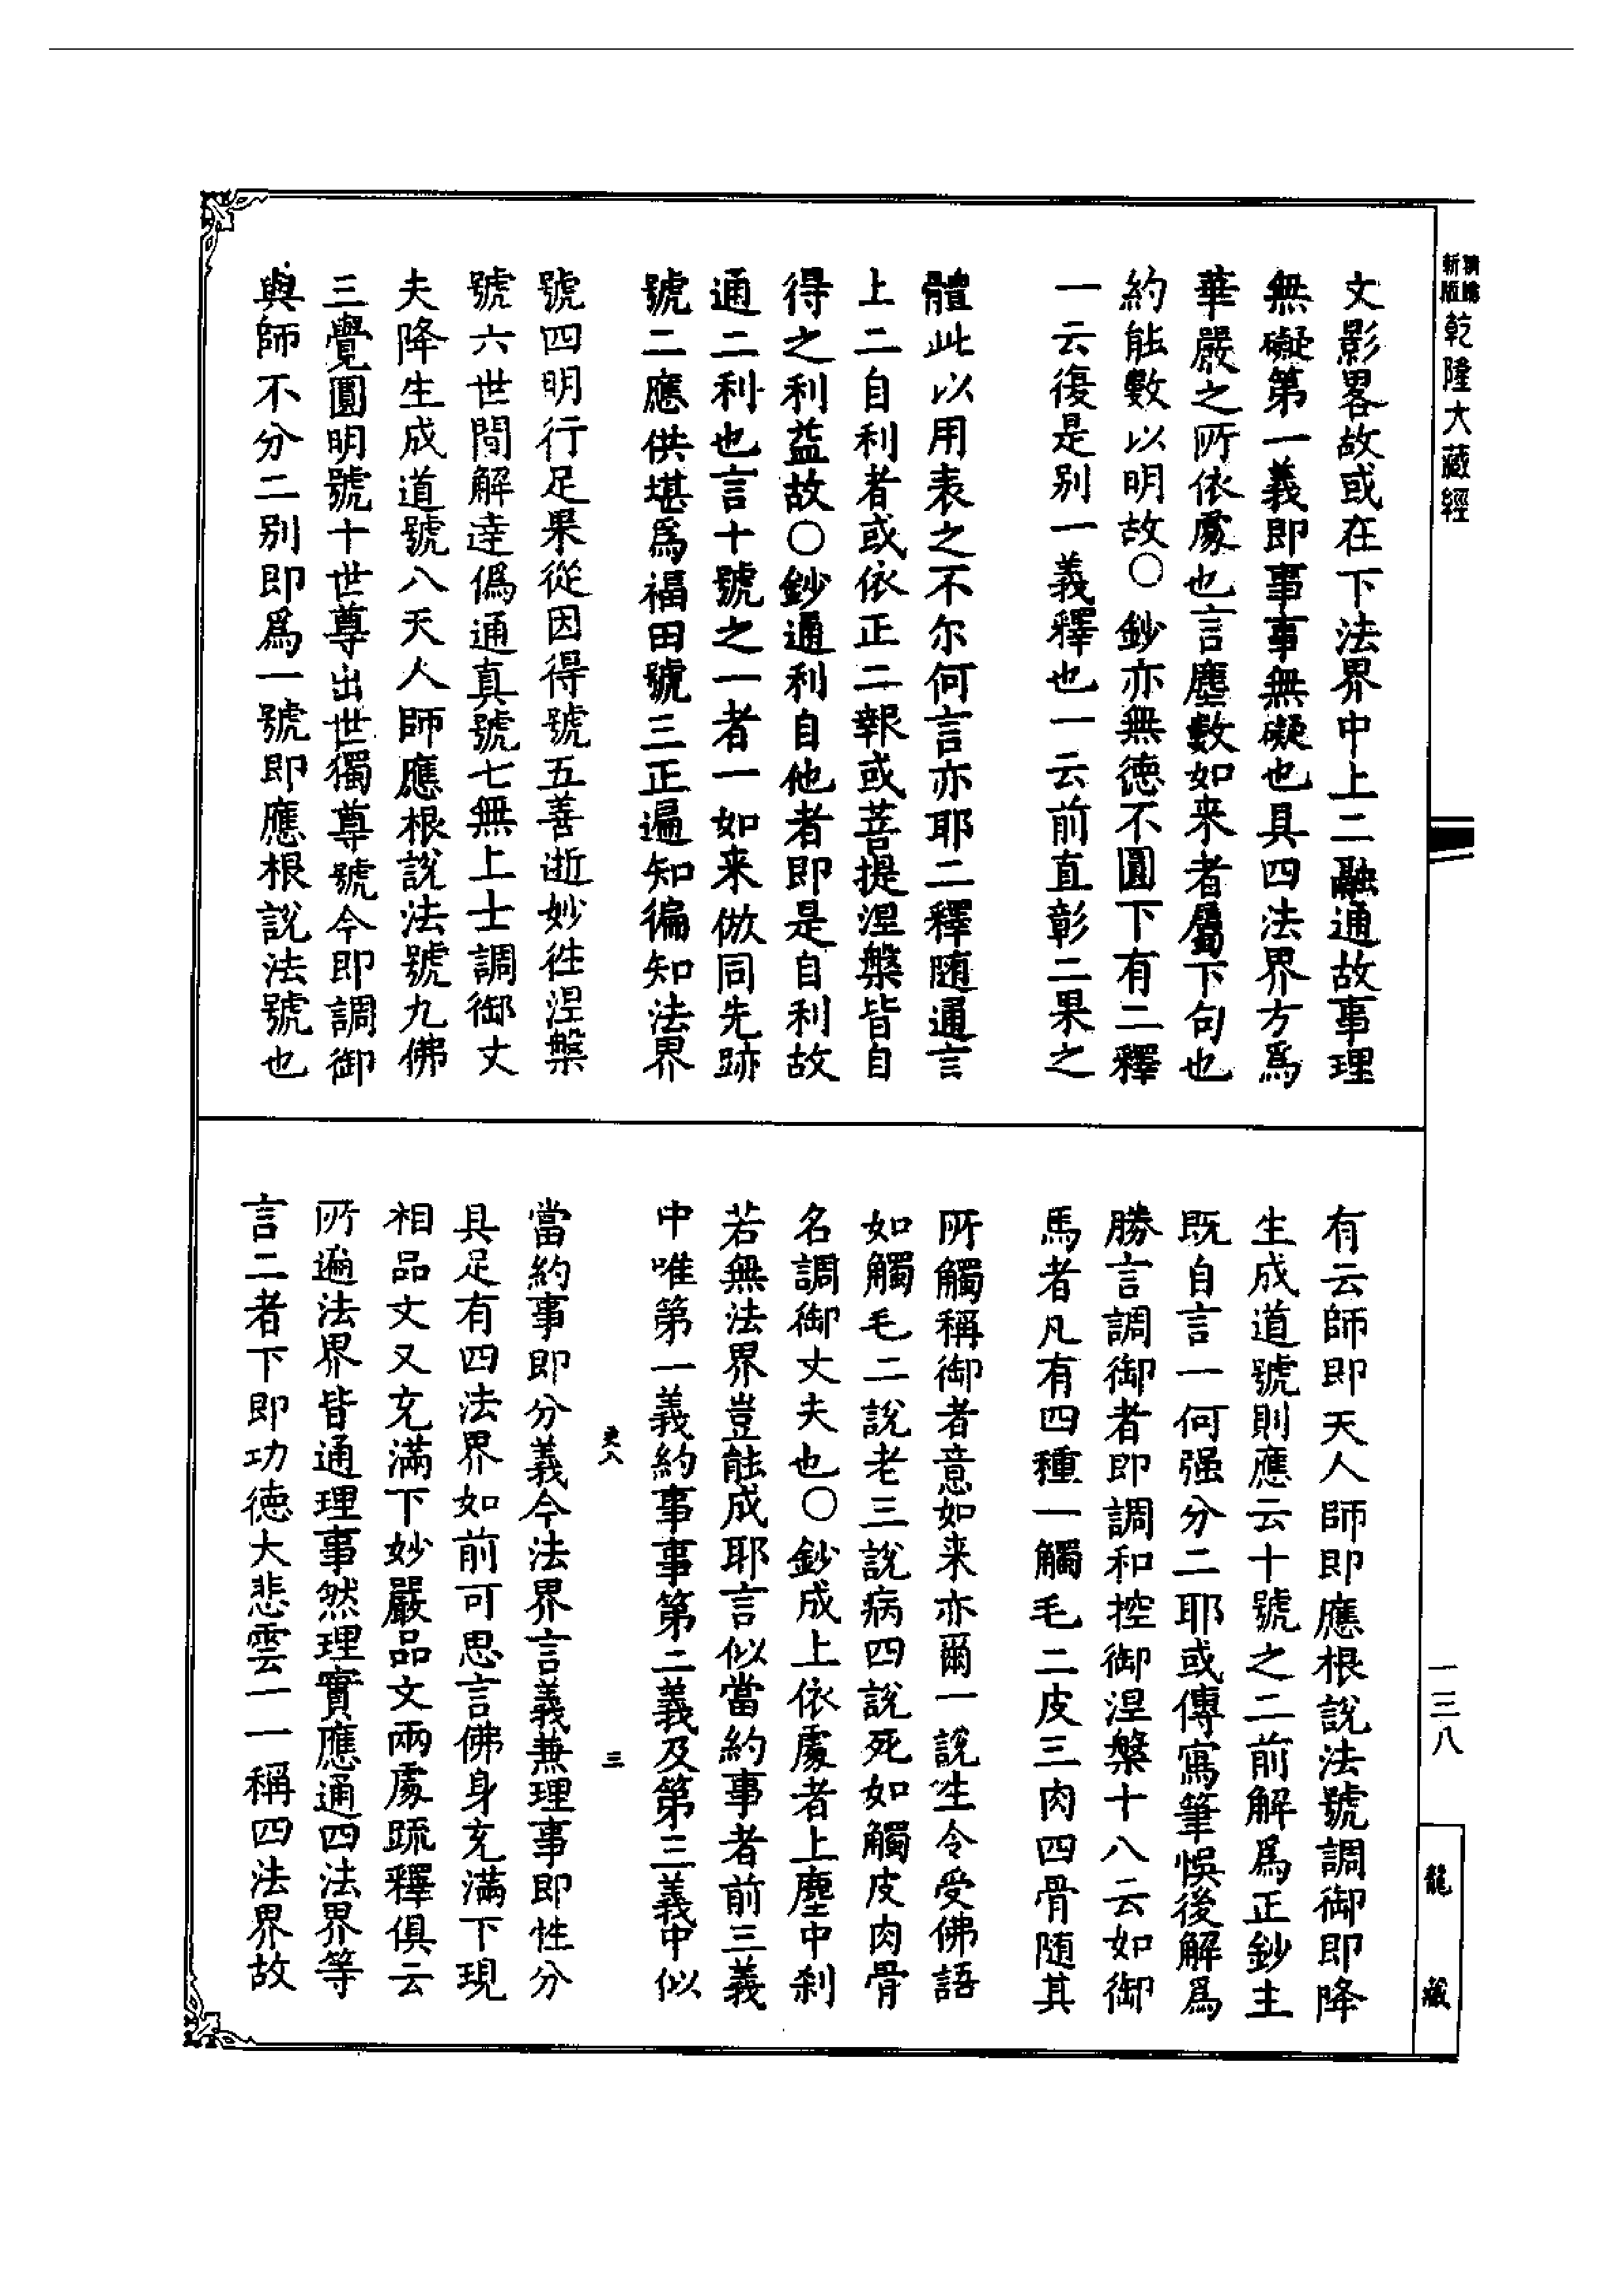 乾隆大藏經
文影畧故或在下法界中上二融通故事理
無礙第一義即事事無礙也具四法界方爲
華嚴之所依處也言塵數如来者屬下句也
約能數以明故〇鈔亦無德不圓下有二釋
一云復是别一義釋也一云前直彰二果之
體此以用表之不尔何言亦耶二釋随通言
上二自利者或依正二報或菩提涅槃皆自
得之利益故〇鈔通利自他者即是自利故
通二利也言十號之一者一如来倣同先跡
號二應供堪爲福田號三正遍知徧知法界
號四明行足果從因得號五善逝妙徃涅槃
號六世間解達僞通真號七無上士調御丈
夫降生成道號八天人師應根說法號九佛
三覺圓明號十世尊出世獨尊號今即調御
與師不分二别即爲一號即應根說法號也
有云師即天人師即應根說法號調御即降
生成道號則應云十號之二前解爲正鈔主
既自言一何强分二耶或傳寫筆悞後解爲
勝言調御者即調和控御涅槃十八云如御
馬者凡有四種一觸毛二皮三肉四骨随其
所觸稱御者意如来亦爾一說生令受佛語
如觸毛二說老三說病四說死如觸皮肉骨
名調御丈夫也〇鈔成上依處者上塵中刹
若無法界豈能成耶言似當約事者前三義
中唯第一義約事事第二義及第三義中似
三
當約事即分義今法界言義兼理事即性分
具足有四法界如前可思言佛身充滿下現
相品文又充滿下妙嚴品文兩處䟽釋俱云
所遍法界皆通理事然理實應通四法界等
言二者下即功德大悲雲一一稱四法界故
一三八
龍藏